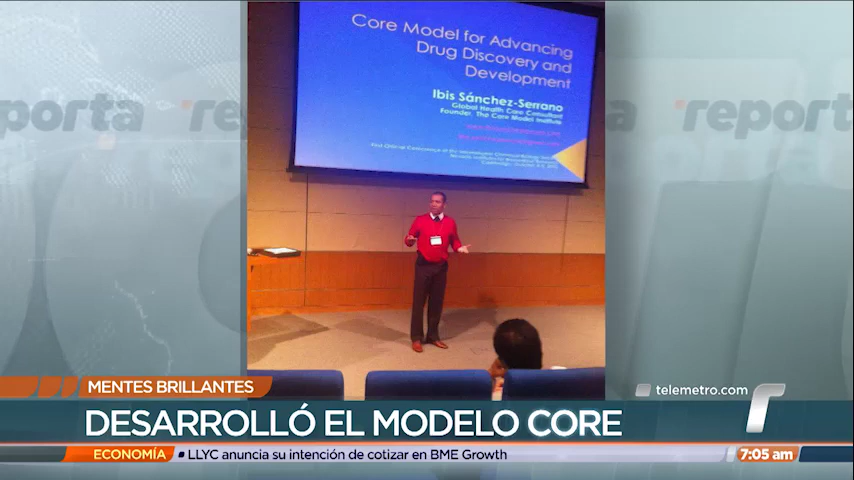 Core Model for Advancing
Drug Discovery and
Development
Ibis Sánchez-Serrano
Global Health Care Consultant
Founder, The Core Model Institute
reporta
reporta
reporta
MENTES BRILLANTES
telemetro.com
DESARROLLÓ EL MODELO CORE
ECONOMÍA
LLYC anuncia su intención de cotizar en BME Growth
7:05 am